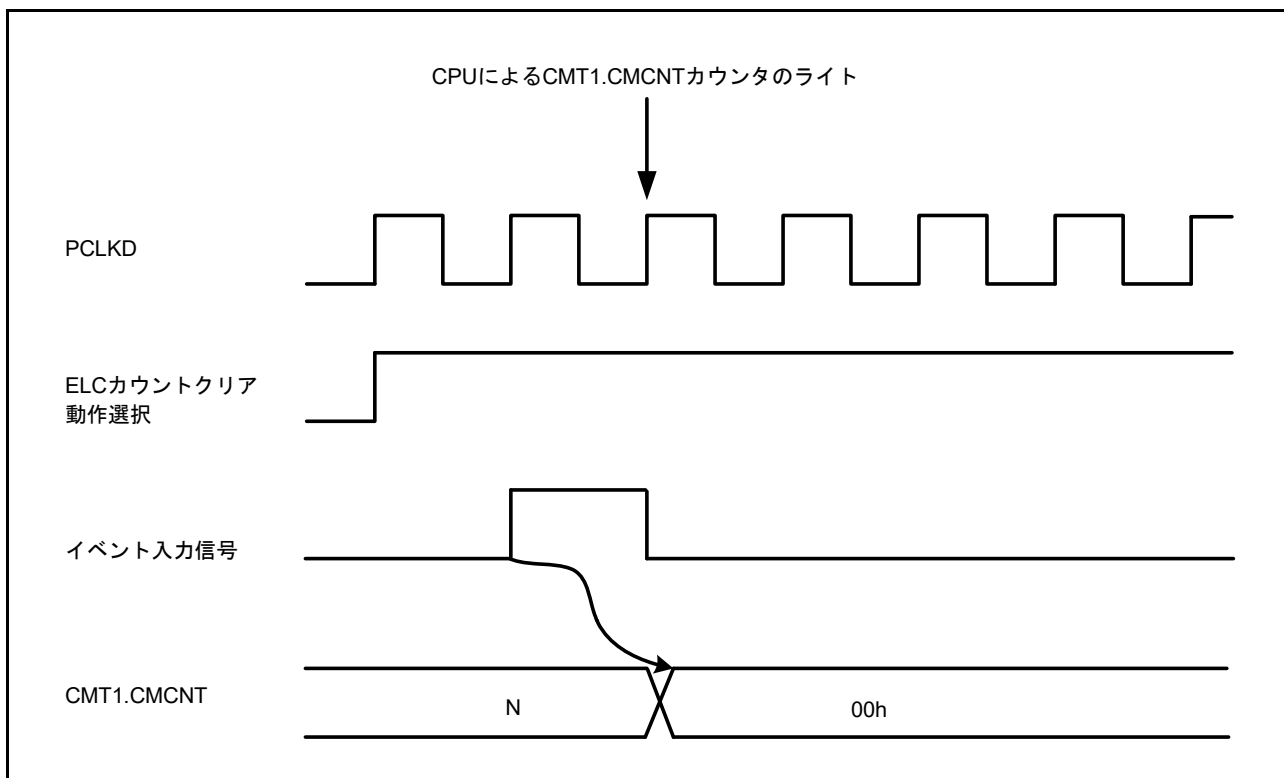 CPUによるCMT1.CMCNTカウンタのライト
PCLKD
ELCカウントクリア
動作選択
イベント入力信号
CMT1.CMCNT
N
00h